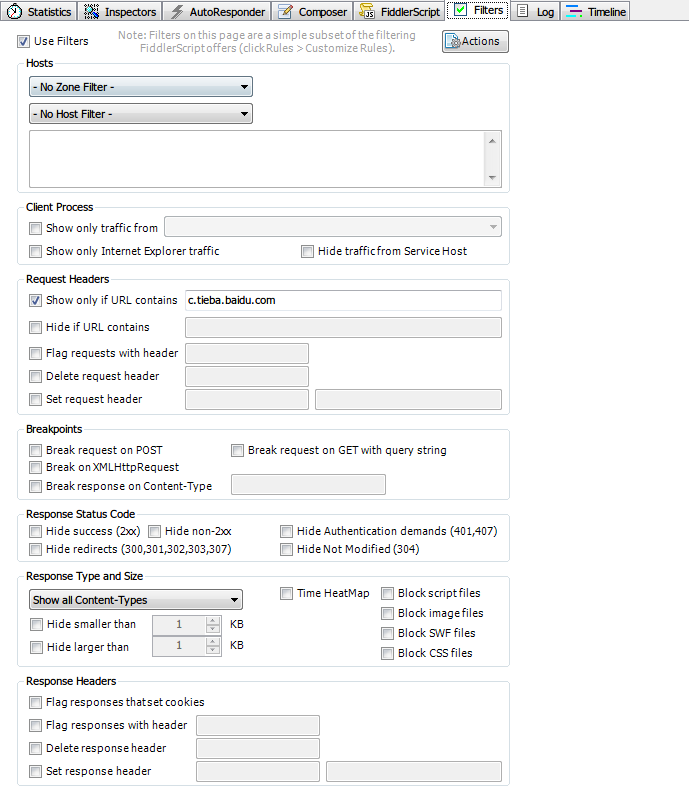 Statistics Inspectors AutoResponder Composer FiddlerScript Filters Log Timeline
Use Filters
Note: Filters on this page are a simple subset of the filtering
FiddlerScript offers (click Rules > Customize Rules).
Actions
Hosts
- No Zone Filter -
- No Host Filter -
Client Process
Show only traffic from
Show only Internet Explorer traffic Hide traffic from Service Host
Request Headers
Show only if URL contains c.tieba.baidu.com
Hide if URL contains
Flag requests with header
Delete request header
Set request header
Breakpoints
Break request on POST Break request on GET with query string
Break on XMLHttpRequest
Break response on Content-Type
Response Status Code
Hide success (2xx) Hide non-2xx Hide Authentication demands (401,407)
Hide redirects (300,301,302,303,307) Hide Not Modified (304)
Response Type and Size
Show all Content-Types Time HeatMap Block script files
Block image files
Hide smaller than 1 KB
Block SWF files
Hide larger than 1 KB
Block CSS files
Response Headers
Flag responses that set cookies
Flag responses with header
Delete response header
Set response header